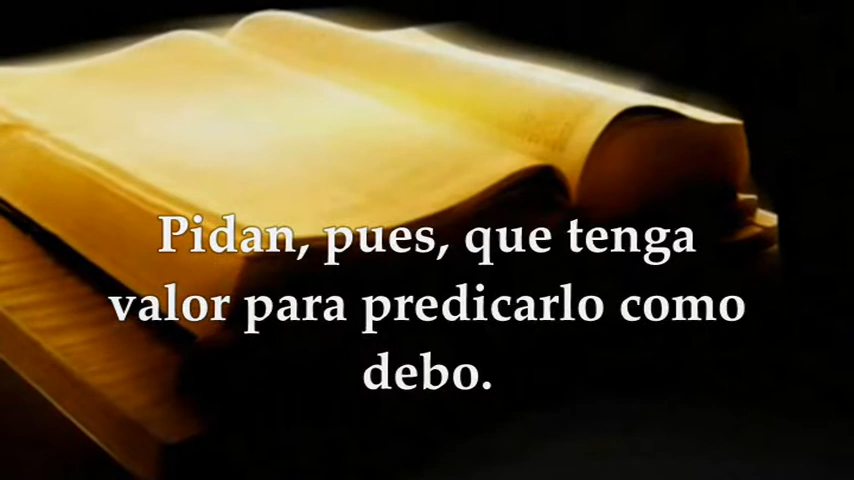 Pidan, pues, que tenga
valor para predicarlo como
debo.